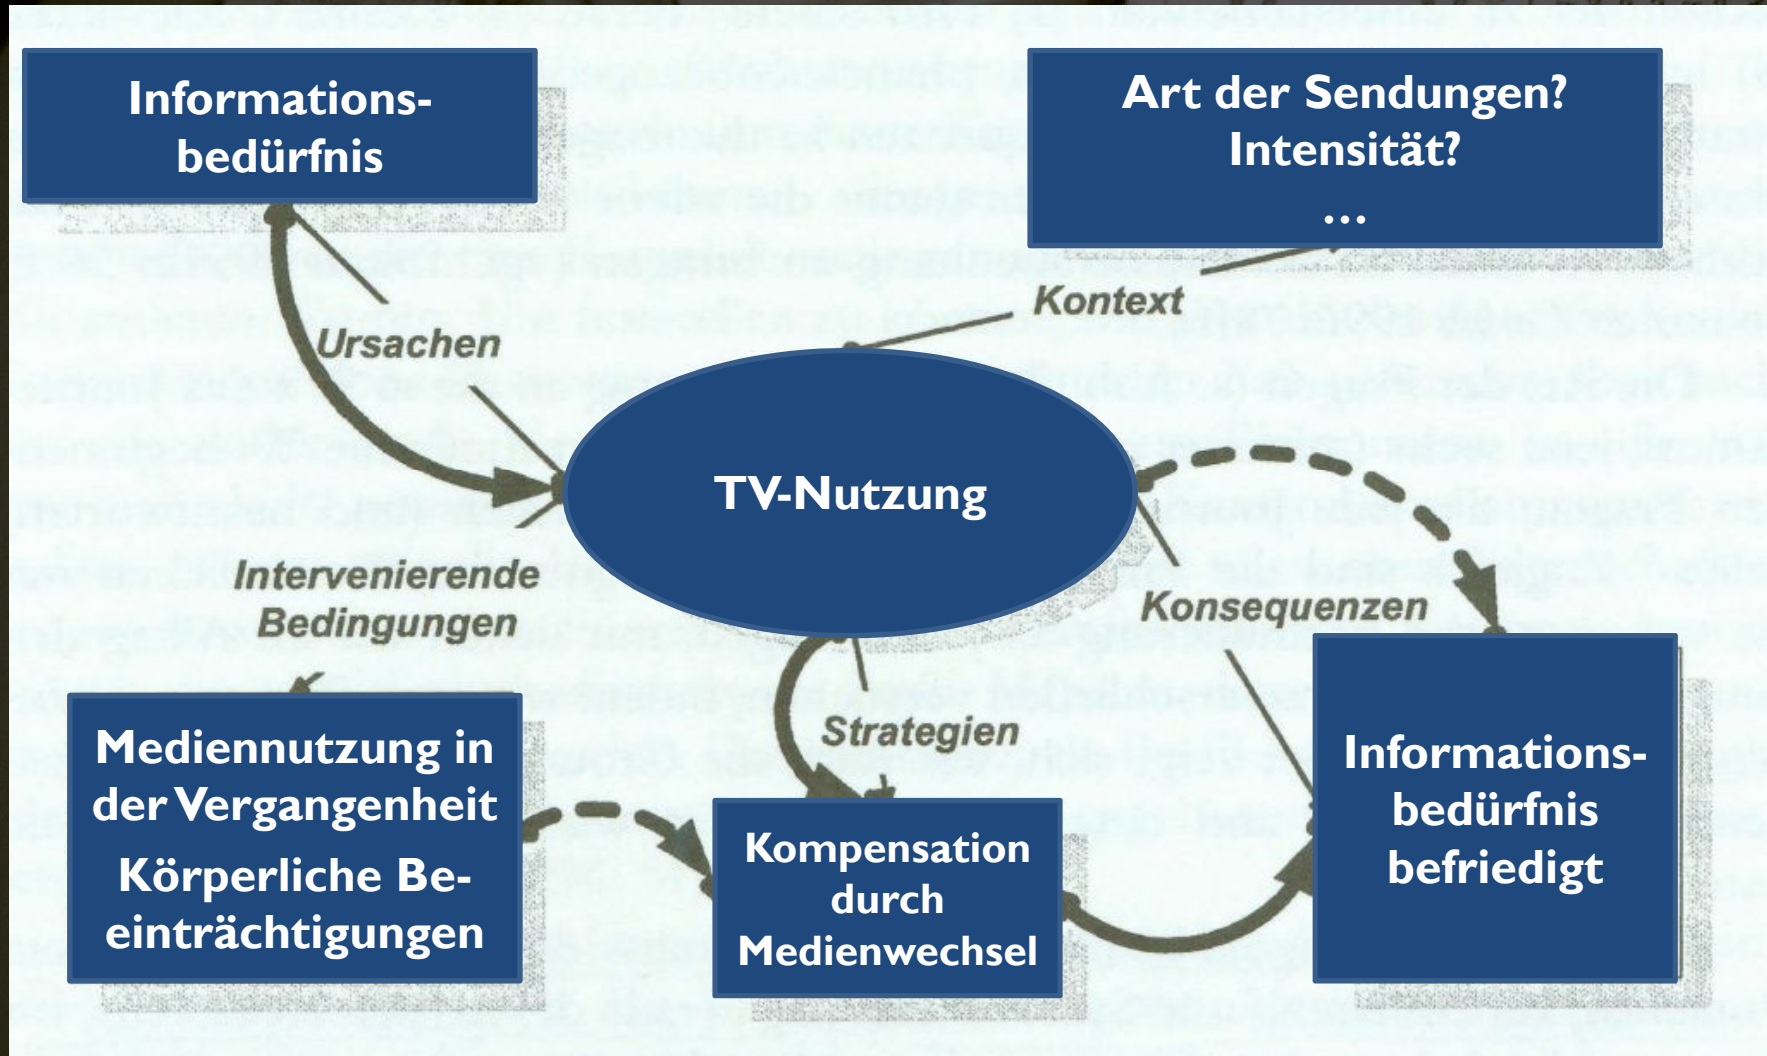 Informations-
bedürfnis
Art der Sendungen?
Intensität?
...
Kontext
Ursachen
TV-Nutzung
Intervenierende
Bedingungen
Konsequenzen
Strategien
Mediennutzung in
der Vergangenheit
Körperliche Be-
einträchtigungen
Kompensation
durch
Medienwechsel
Informations-
bedürfnis
befriedigt